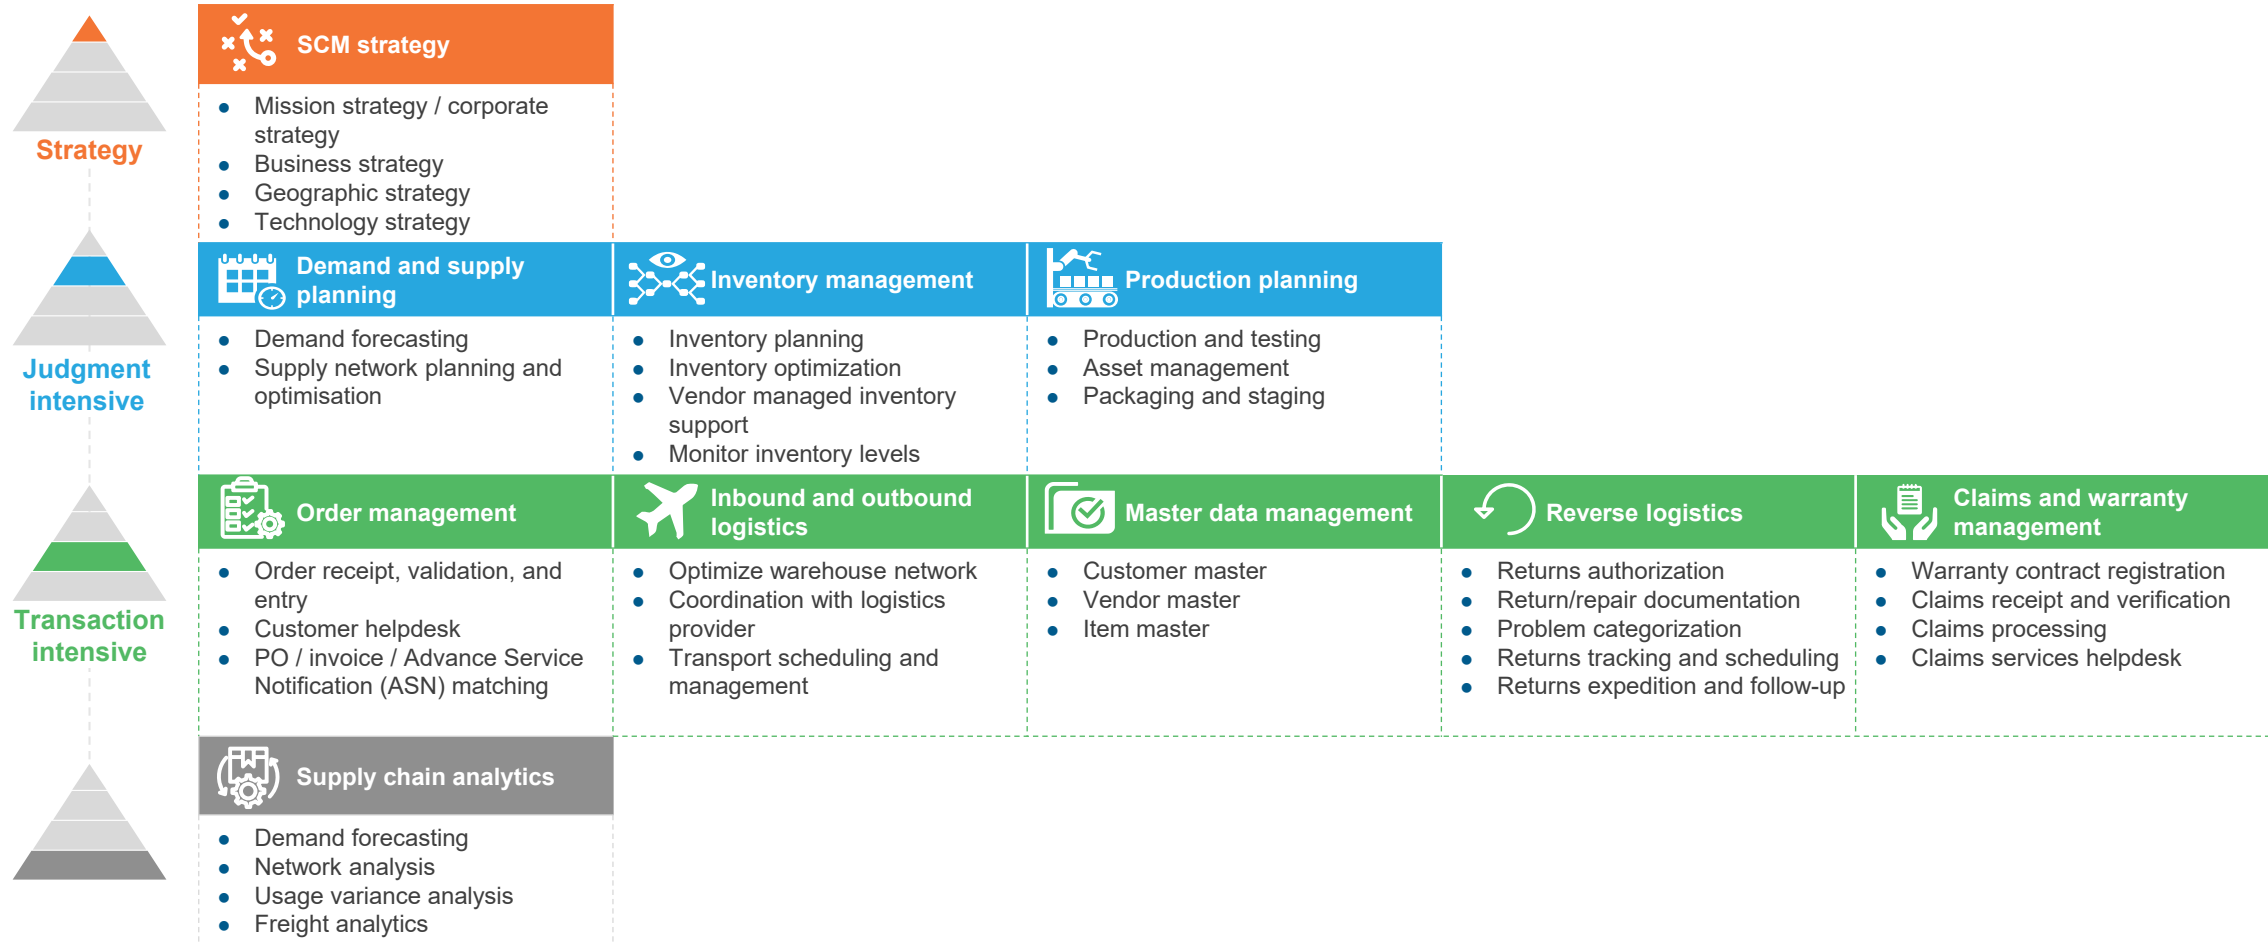 SCM strategy
Mission strategy / corporate
strategy
Business strategy
Geographic strategy
Technology strategy
Strategy
Demand and supply
planning
Demand forecasting
Supply network planning and
optimisation
Inventory management
Inventory planning
Inventory optimization
Vendor managed inventory
support
Monitor inventory levels
Production planning
Production and testing
Asset management
Packaging and staging
Judgment
intensive
Order management
Order receipt, validation, and
entry
Customer helpdesk
PO / invoice / Advance Service
Notification (ASN) matching
Inbound and outbound
logistics
Optimize warehouse network
Coordination with logistics
provider
Transport scheduling and
management
Master data management
Customer master
Vendor master
Item master
Reverse logistics
Returns authorization
Return/repair documentation
Problem categorization
Returns tracking and scheduling
Returns expedition and follow-up
Claims and warranty
management
Warranty contract registration
Claims receipt and verification
Claims processing
Claims services helpdesk
Transaction
intensive
Supply chain analytics
Demand forecasting
Network analysis
Usage variance analysis
Freight analytics